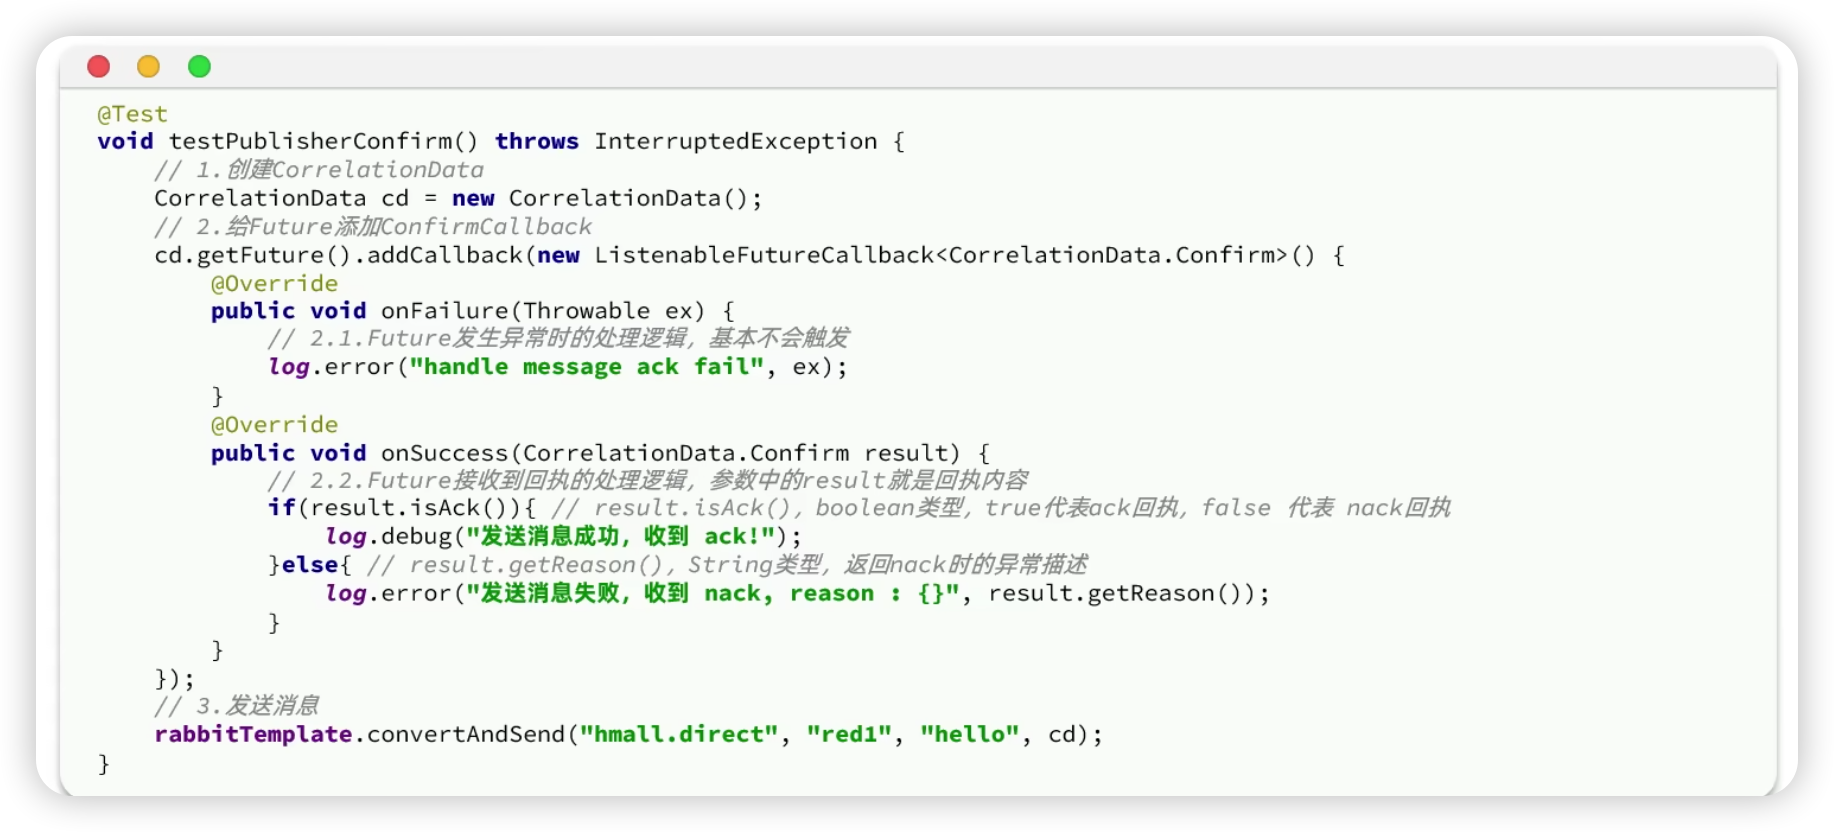 @Test
void testPublisherConfirm() throws InterruptedException {
    // 1.创建CorrelationData
    CorrelationData cd = new CorrelationData();
    // 2.给Future添加ConfirmCallback
    cd.getFuture().addCallback(new ListenableFutureCallback<CorrelationData.Confirm>() {
        @Override
        public void onFailure(Throwable ex) {
            // 2.1.Future发生异常时的处理逻辑，基本不会触发
            log.error("handle message ack fail", ex);
        }
        @Override
        public void onSuccess(CorrelationData.Confirm result) {
            // 2.2.Future接收到回执的处理逻辑，参数中的result就是回执内容
            if(result.isAck()){ // result.isAck()，boolean类型，true代表ack回执，false 代表 nack回执
                log.debug("发送消息成功，收到 ack!");
            }else{ // result.getReason()，String类型，返回nack时的异常描述
                log.error("发送消息失败，收到 nack, reason : {}", result.getReason());
            }
        }
    });
    // 3.发送消息
    rabbitTemplate.convertAndSend("hmall.direct", "red1", "hello", cd);
}